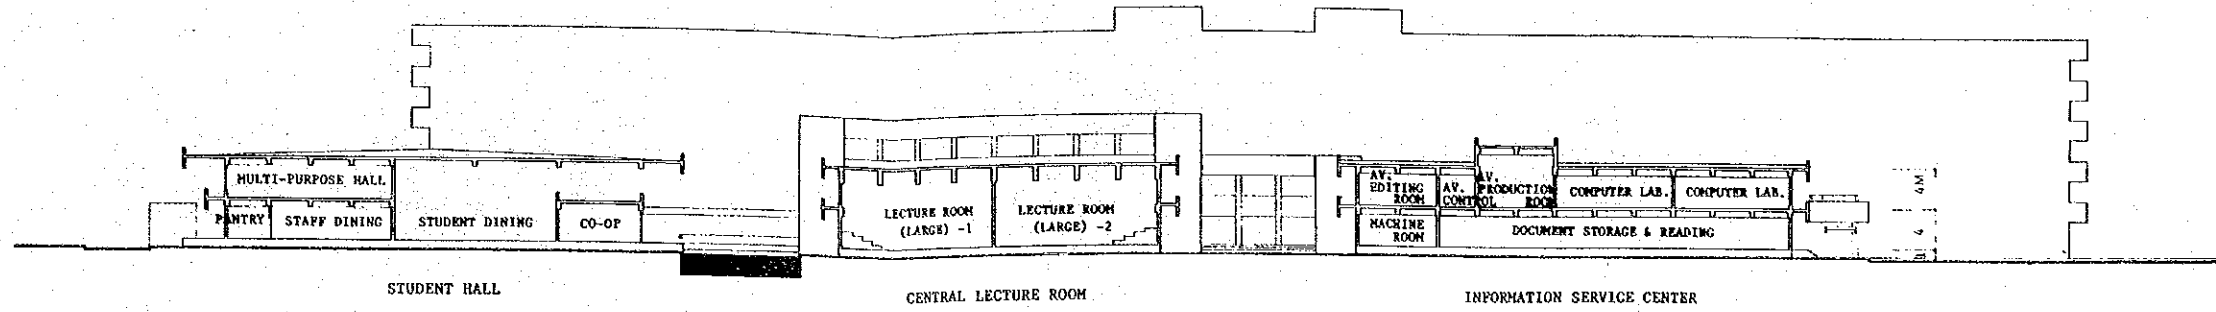 MULTI-PURPOSE HALL
PANTRY
STAFF DINING
STUDENT DINING
CO-OP
STUDENT HALL
LECTURE ROOM
(LARGE) -1
LECTURE ROOM
(LARGE) -2
CENTRAL LECTURE ROOM
AV.
EDITING
ROOM
AV.
CONTROL
AV.
PRODUCTION
ROOM
COMPUTER LAB.
COMPUTER LAB.
MACHINE
ROOM
DOCUMENT STORAGE & READING
4M
4
INFORMATION SERVICE CENTER